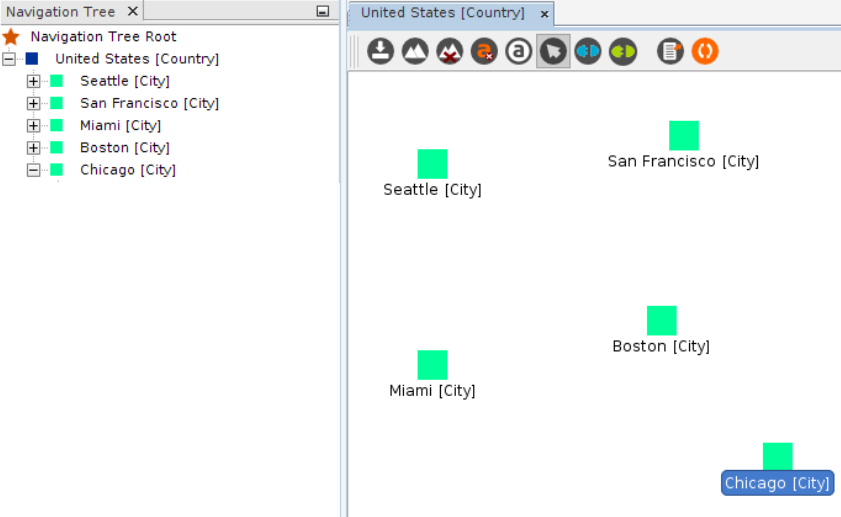 Navigation Tree
Navigation Tree Root
United States [Country]
Seattle [City]
San Francisco [City]
Miami [City]
Boston [City]
Chicago [City]
United States [Country]
a
a
San Francisco [City]
Seattle [City]
Boston [City]
Miami [City]
Chicago [City]